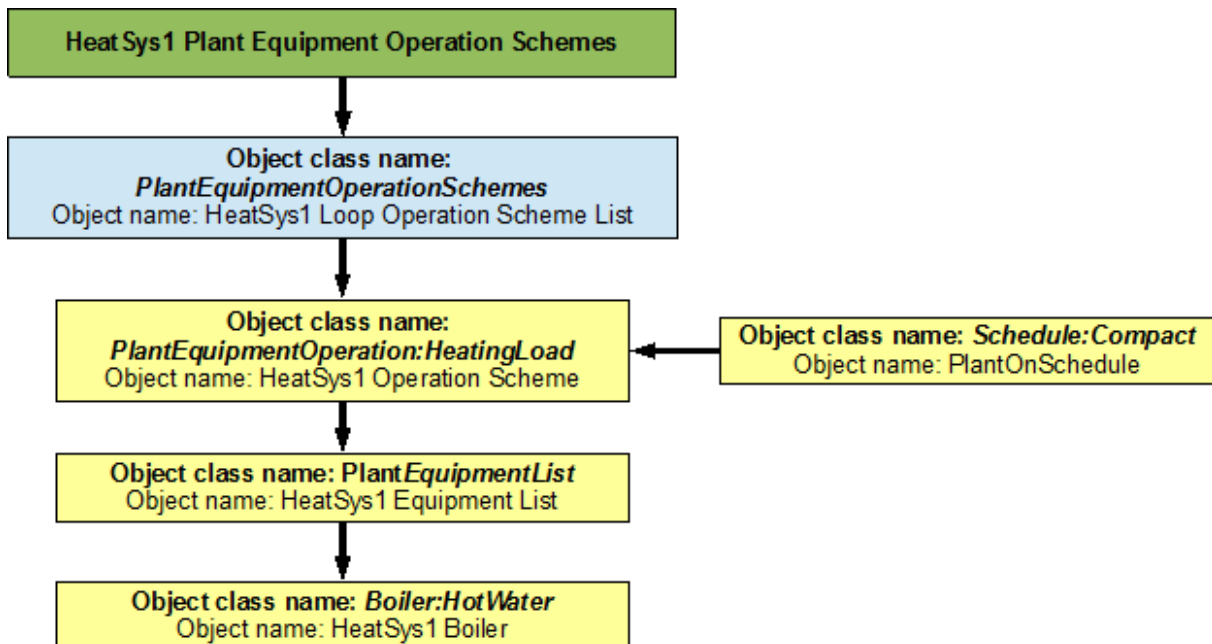 HeatSys1 Plant Equipment Operation Schemes
Object class name:
PlantEquipmentOperationSchemes
Object name: HeatSys1 Loop Operation Scheme List
Object class name:
PlantEquipmentOperation:HeatingLoad
Object name: HeatSys1 Operation Scheme
Object class name: Schedule:Compact
Object name: PlantOnSchedule
Object class name: PlantEquipmentList
Object name: HeatSys1 Equipment List
Object class name: Boiler:HotWater
Object name: HeatSys1 Boiler